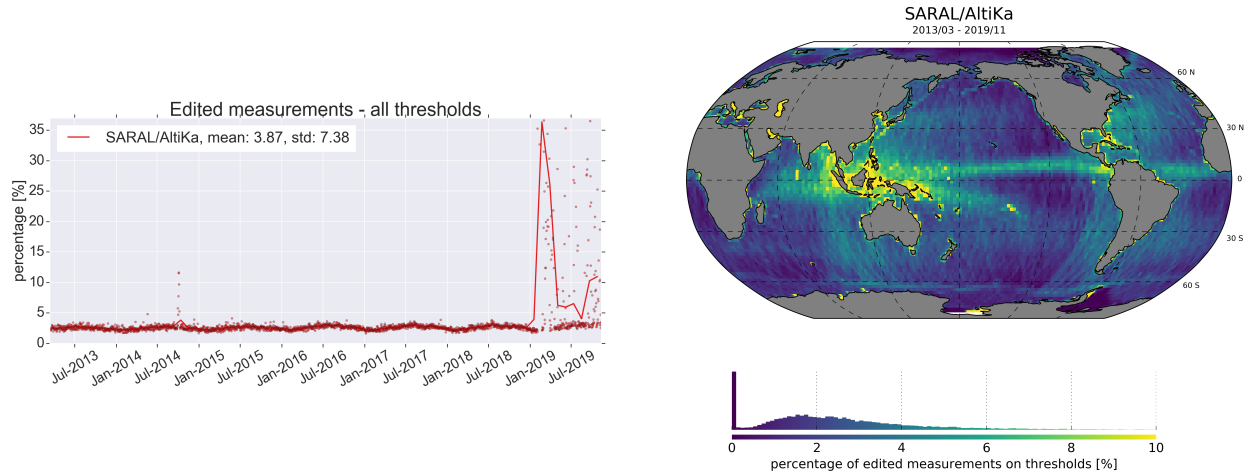 Edited measurements - all thresholds
SARAL/AltiKa, mean: 3.87, std: 7.38
percentage [%]
35
30
25
20
15
10
5
0
Jul-2013
Jan-2014
Jul-2014
Jan-2015
Jul-2015
Jan-2016
Jul-2016
Jan-2017
Jul-2017
Jan-2018
Jul-2018
Jan-2019
Jul-2019
SARAL/AltiKa
2013/03 - 2019/11
60 N
30 N
0
30 S
60 S
0 2 4 6 8 10
percentage of edited measurements on thresholds [%]